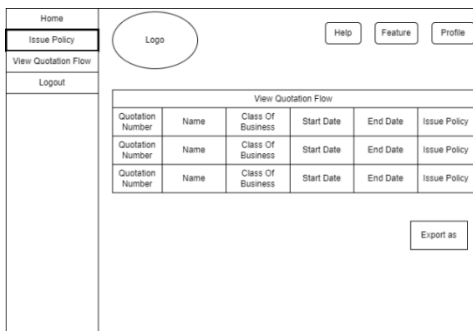 Home
Issue Policy
View Quotation Flow
Logout
Logo
Help
Feature
Profile
View Quotation Flow
Quotation Number Name Class Of Business Start Date End Date Issue Policy
Quotation Number Name Class Of Business Start Date End Date Issue Policy
Quotation Number Name Class Of Business Start Date End Date Issue Policy
Export as